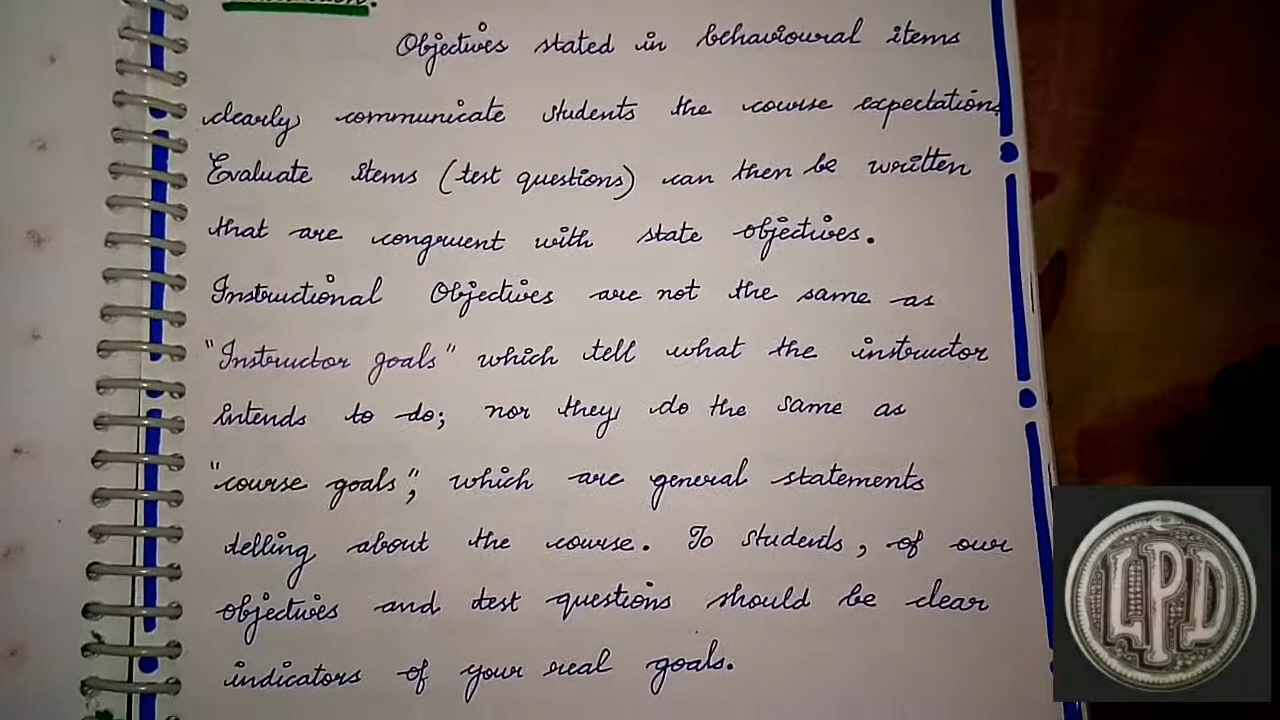 Objectives stated in behavioural items
clearly communicate students the course expectations
Evaluate items (test questions) can then be written
that are congruent with state objectives.
Instructional Objectives are not the same as
"Instructor goals" which tell what the instructor
intends to do; nor they do the same as
"course goals", which are general statements
telling about the course. To students, of our
objectives and test questions should be clear
indicators of your real goals.
LPD